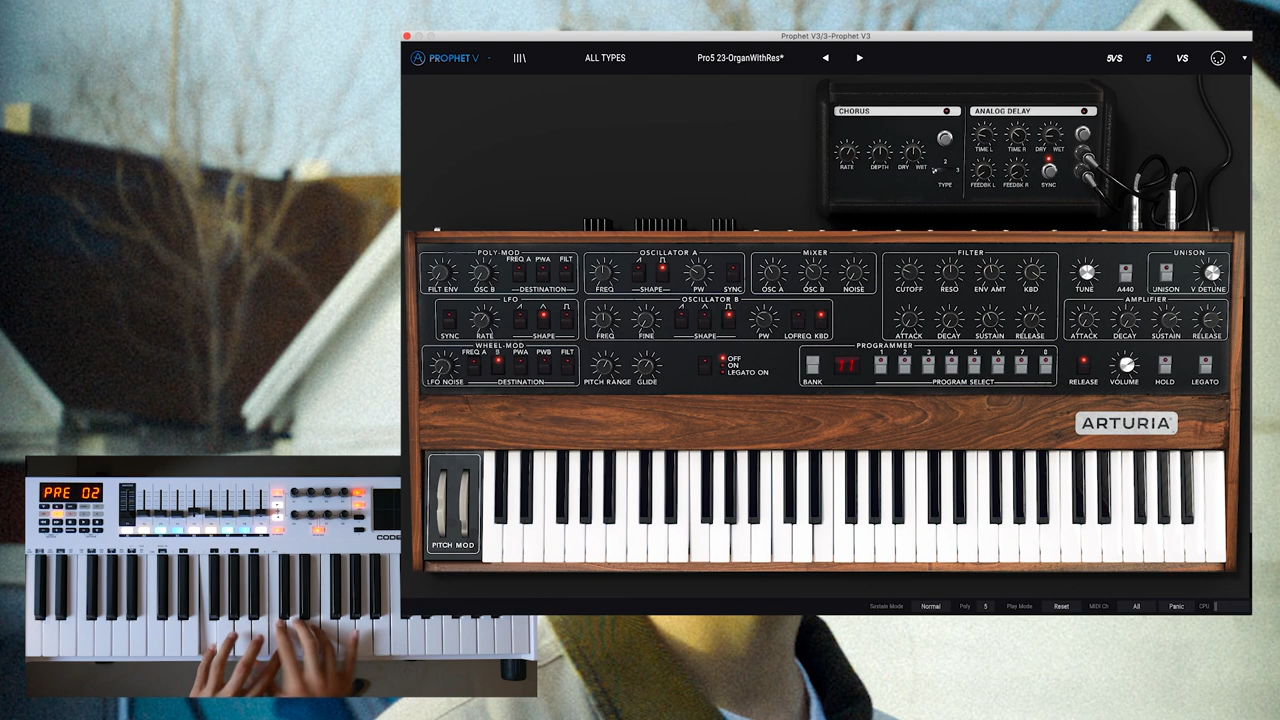 Prophet V3/3-Prophet V3
PROPHET V
ALL TYPES
Pro5 23-OrganWithRes*
5VS 5 VS
CHORUS ANALOG DELAY
TIME L TIME R DRY WET
RATE DEPTH DRY WET
2
3
TYPE FEEDBK L FEEDBK R SYNC
POLY-MOD OSCILLATOR A MIXER FILTER UNISON
FREQ A PWA FILT
FILT ENV OSC B DESTINATION FREQ SHAPE PW SYNC OSC A OSC B NOISE CUTOFF RESO ENV AMT KBD TUNE A440 UNISON V DETUNE
LFO OSCILLATOR B AMPLIFIER
SYNC RATE SHAPE FREQ FINE SHAPE PW LOFREQ KBD ATTACK DECAY SUSTAIN RELEASE ATTACK DECAY SUSTAIN RELEASE
WHEEL-MOD PROGRAMMER
FREQ A B PWA PWB FILT OFF 2 3 4 5 6 7 8
ON
LEGATO ON
LFO NOISE DESTINATION PITCH RANGE GLIDE BANK PROGRAM SELECT RELEASE VOLUME HOLD LEGATO
ARTURIA
PITCH MOD
PRE 02
CODE
Sustain Mode Normal Poly 5 Play Mode Reset MIDI Ch All Panic CPU